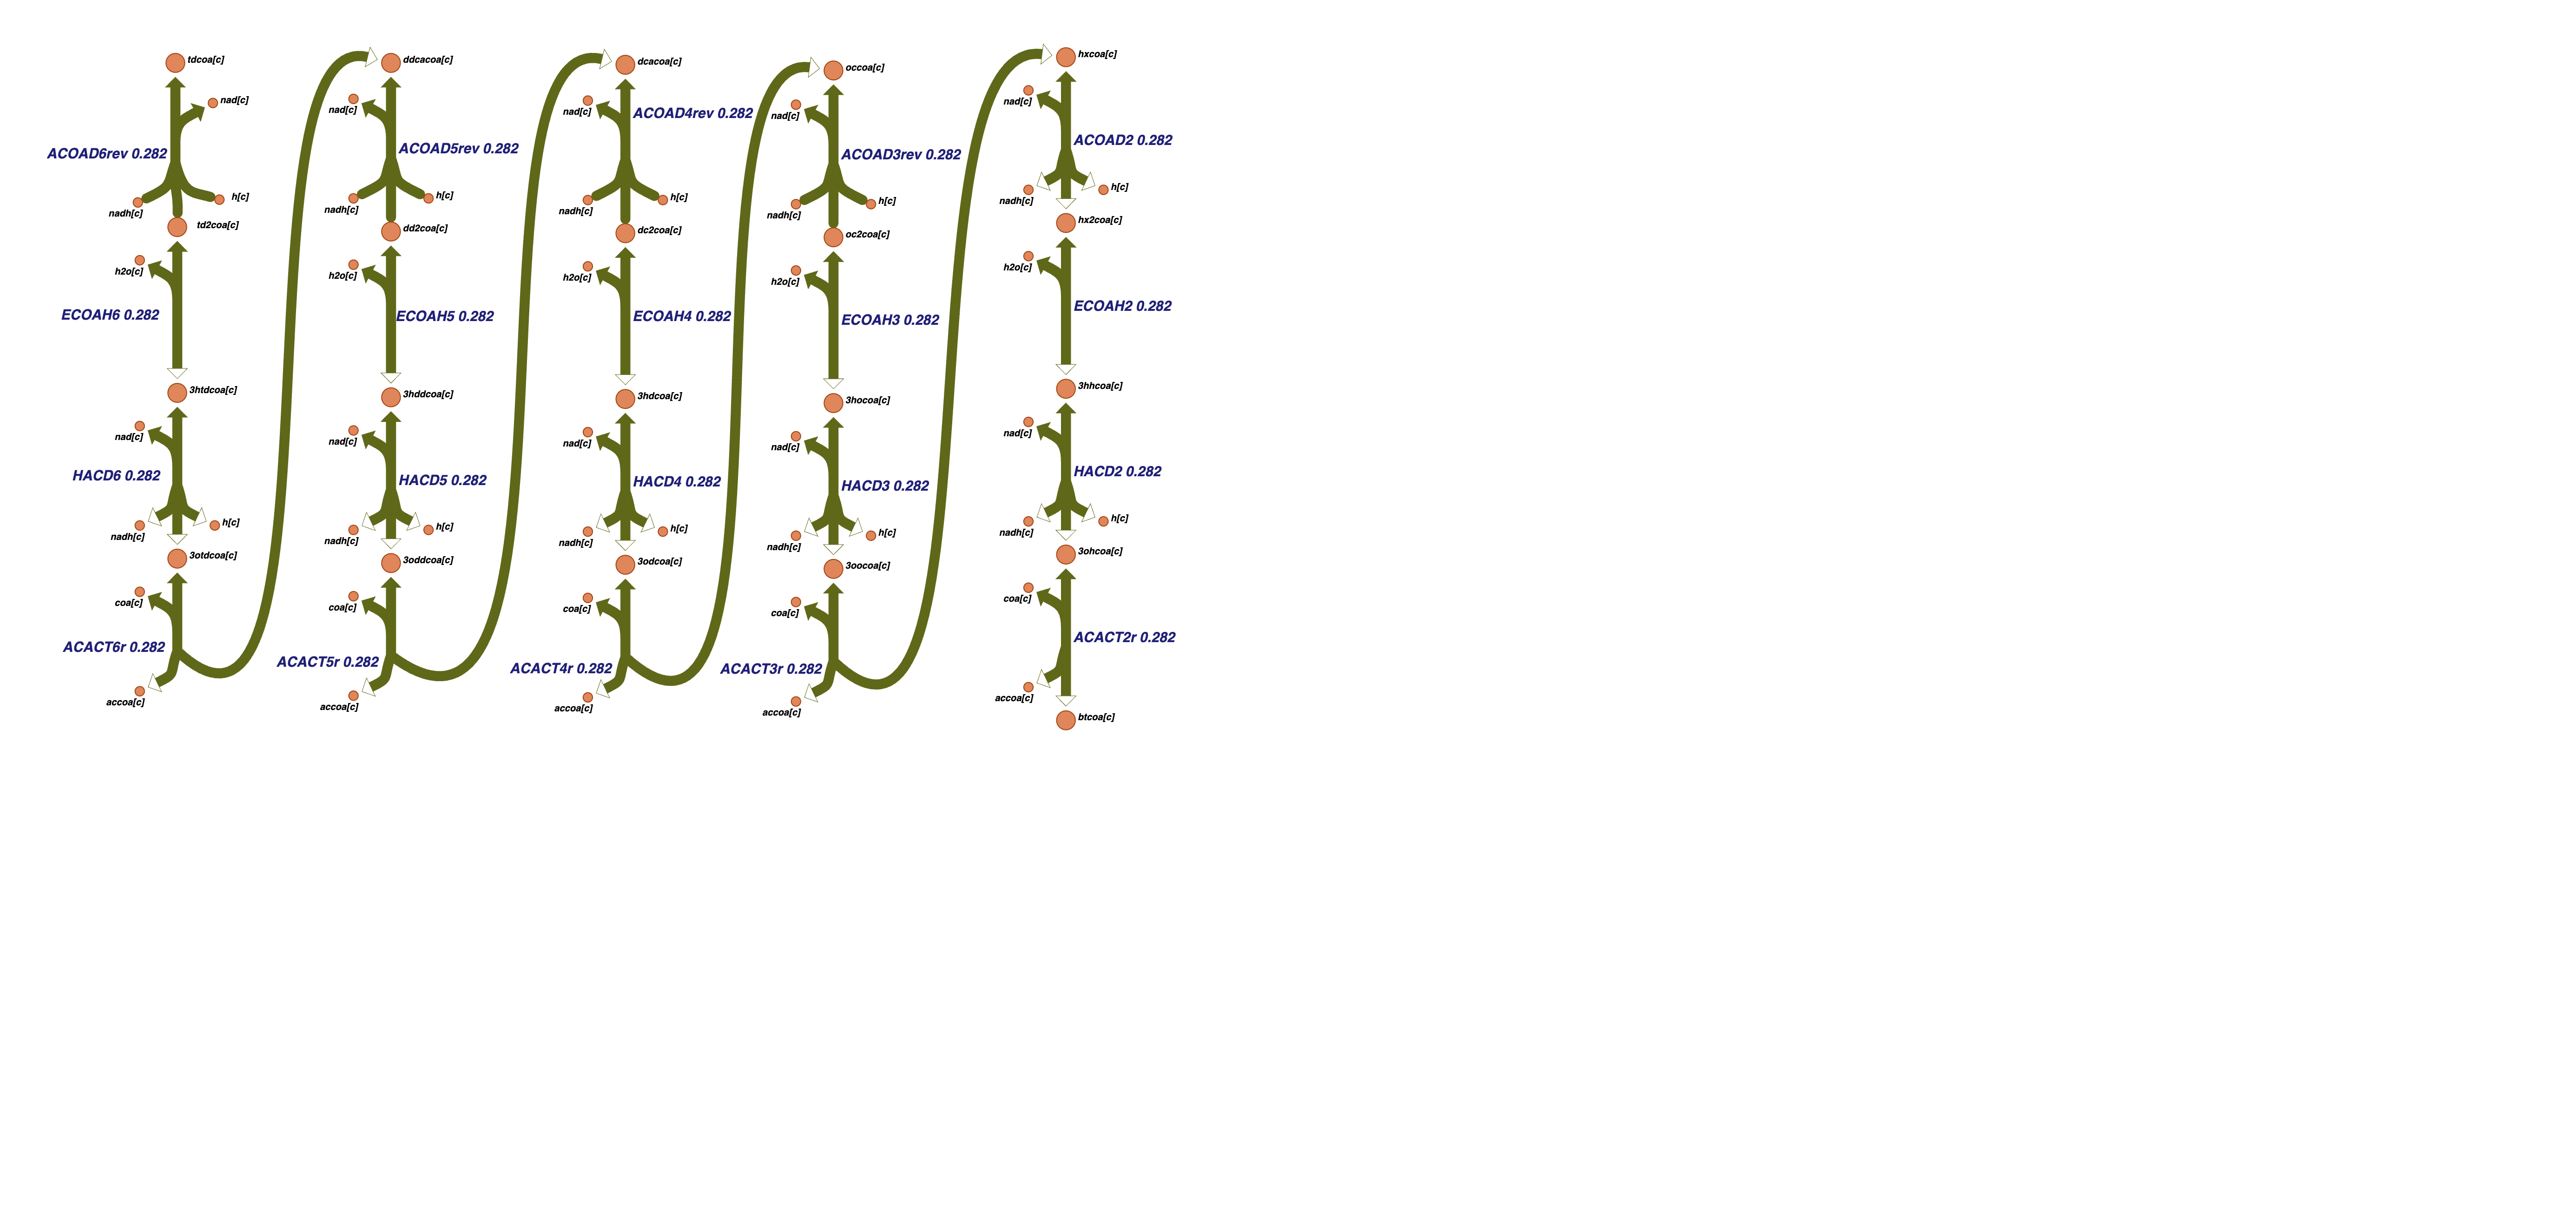 tdcoa[c]
nad[c]
ACOAD6rev 0.282
nadh[c]
h[c]
td2coa[c]
h2o[c]
ECOAH6 0.282
3htdcoa[c]
nad[c]
HACD6 0.282
nadh[c]
h[c]
3otdcoa[c]
coa[c]
ACACT6r 0.282
accoa[c]
ddcacoa[c]
nad[c]
ACOAD5rev 0.282
nadh[c]
h[c]
dd2coa[c]
h2o[c]
ECOAH5 0.282
3hddcoa[c]
nad[c]
HACD5 0.282
nadh[c]
h[c]
3oddcoa[c]
coa[c]
ACACT5r 0.282
accoa[c]
dcacoa[c]
nad[c]
ACOAD4rev 0.282
nadh[c]
h[c]
dc2coa[c]
h2o[c]
ECOAH4 0.282
3hdcoa[c]
nad[c]
HACD4 0.282
nadh[c]
h[c]
3odcoa[c]
coa[c]
ACACT4r 0.282
accoa[c]
occoa[c]
nad[c]
ACOAD3rev 0.282
nadh[c]
h[c]
oc2coa[c]
h2o[c]
ECOAH3 0.282
3hocoa[c]
nad[c]
HACD3 0.282
nadh[c]
h[c]
3oocoa[c]
coa[c]
ACACT3r 0.282
accoa[c]
hxcoa[c]
nad[c]
ACOAD2 0.282
nadh[c]
h[c]
hx2coa[c]
h2o[c]
ECOAH2 0.282
3hhcoa[c]
nad[c]
HACD2 0.282
nadh[c]
h[c]
3ohcoa[c]
coa[c]
ACACT2r 0.282
accoa[c]
btcoa[c]